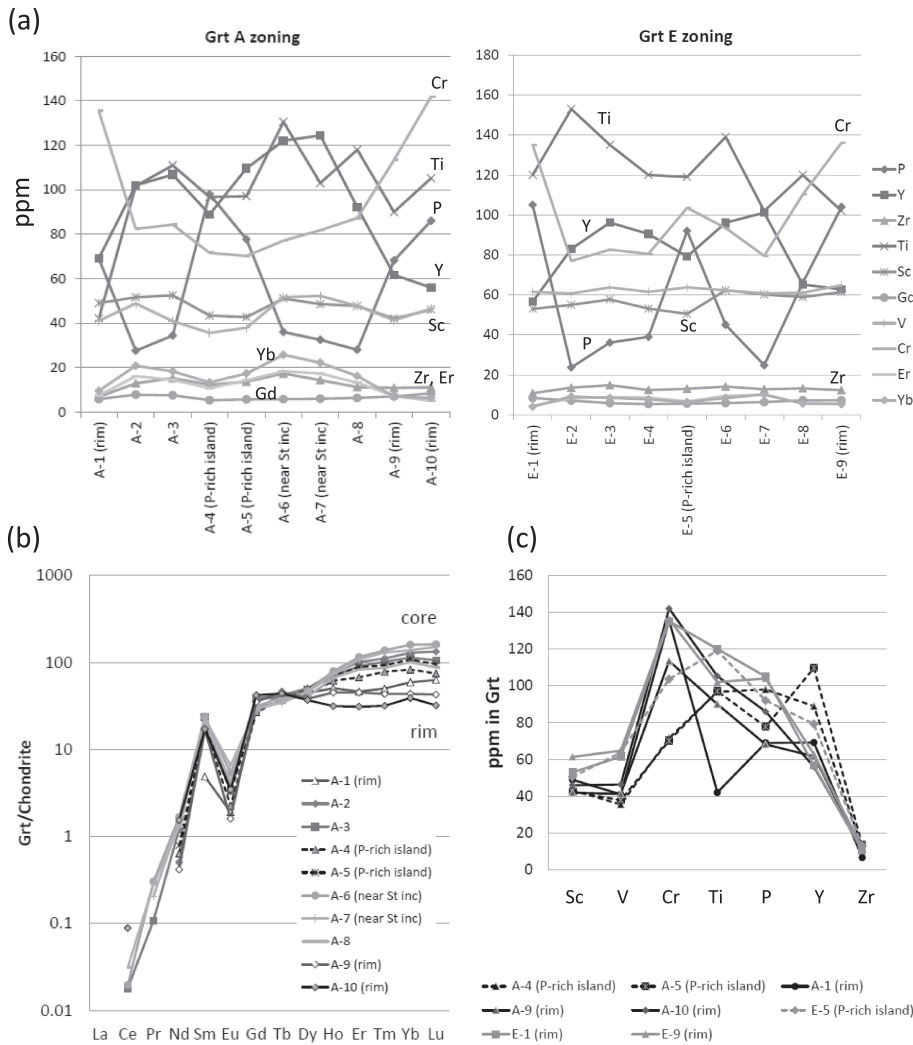 (a)
Grt A zoning
ppm
160
140
120
100
80
60
40
20
0
Cr
Ti
P
Y
Sc
Yb
Zr, Er
Gd
A-1 (rim)
A-2
A-3
A-4 (P-rich island)
A-5 (P-rich island)
A-6 (near St inc)
A-7 (near St inc)
A-8
A-9 (rim)
A-10 (rim)
Grt E zoning
180
160
140
120
100
80
60
40
20
0
Ti
Cr
Y
P
Sc
Zr
E-1 (rim)
E-2
E-3
E-4
E-5 (P-rich island)
E-6
E-7
E-8
E-9 (rim)
P
Y
Zr
Ti
Sc
Gd
V
Cr
Er
Yb
(b)
Grt/Chondrite
1000
100
10
1
0.1
0.01
core
rim
A-1 (rim)
A-2
A-3
A-4 (P-rich island)
A-5 (P-rich island)
A-6 (near St inc)
A-7 (near St inc)
A-8
A-9 (rim)
A-10 (rim)
La Ce Pr Nd Sm Eu Gd Tb Dy Ho Er Tm Yb Lu
(c)
ppm in Grt
160
140
120
100
80
60
40
20
0
Sc V Cr Ti P Y Zr
A-4 (P-rich island) A-5 (P-rich island) A-1 (rim)
A-9 (rim) A-10 (rim) E-5 (P-rich island)
E-1 (rim) E-9 (rim)